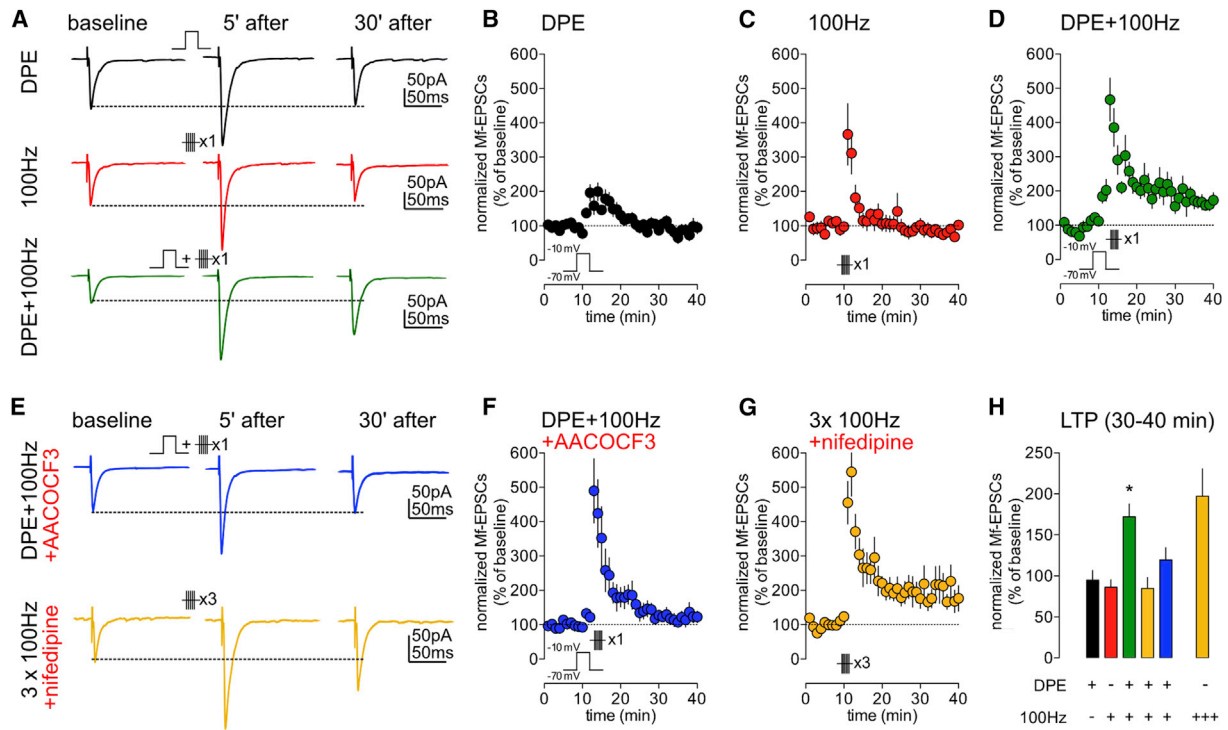 A
baseline 5' after 30' after
DPE
50pA
50ms
x1
100Hz
50pA
50ms
+ x1
DPE+100Hz
50pA
50ms
B DPE
normalized Mf-EPSCs
(% of baseline)
600
500
400
300
200
100
0
-10 mV
-70 mV
0 10 20 30 40
time (min)
C 100Hz
normalized Mf-EPSCs
(% of baseline)
600
500
400
300
200
100
0
x1
0 10 20 30 40
time (min)
D DPE+100Hz
normalized Mf-EPSCs
(% of baseline)
600
500
400
300
200
100
0
-10 mV
-70 mV
x1
0 10 20 30 40
time (min)
E
baseline 5' after 30' after
+ x1
DPE+100Hz
+AACOCF3
50pA
50ms
x3
3 x 100Hz
+nifedipine
50pA
50ms
F DPE+100Hz
+AACOCF3
normalized Mf-EPSCs
(% of baseline)
600
500
400
300
200
100
0
-10 mV
-70 mV
x1
0 10 20 30 40
time (min)
G 3x 100Hz
+nifedipine
normalized Mf-EPSCs
(% of baseline)
600
500
400
300
200
100
0
x3
0 10 20 30 40
time (min)
H LTP (30-40 min)
normalized Mf-EPSCs
(% of baseline)
250
200
150
100
50
0
*
DPE + - + + + -
100Hz - + + + + +++